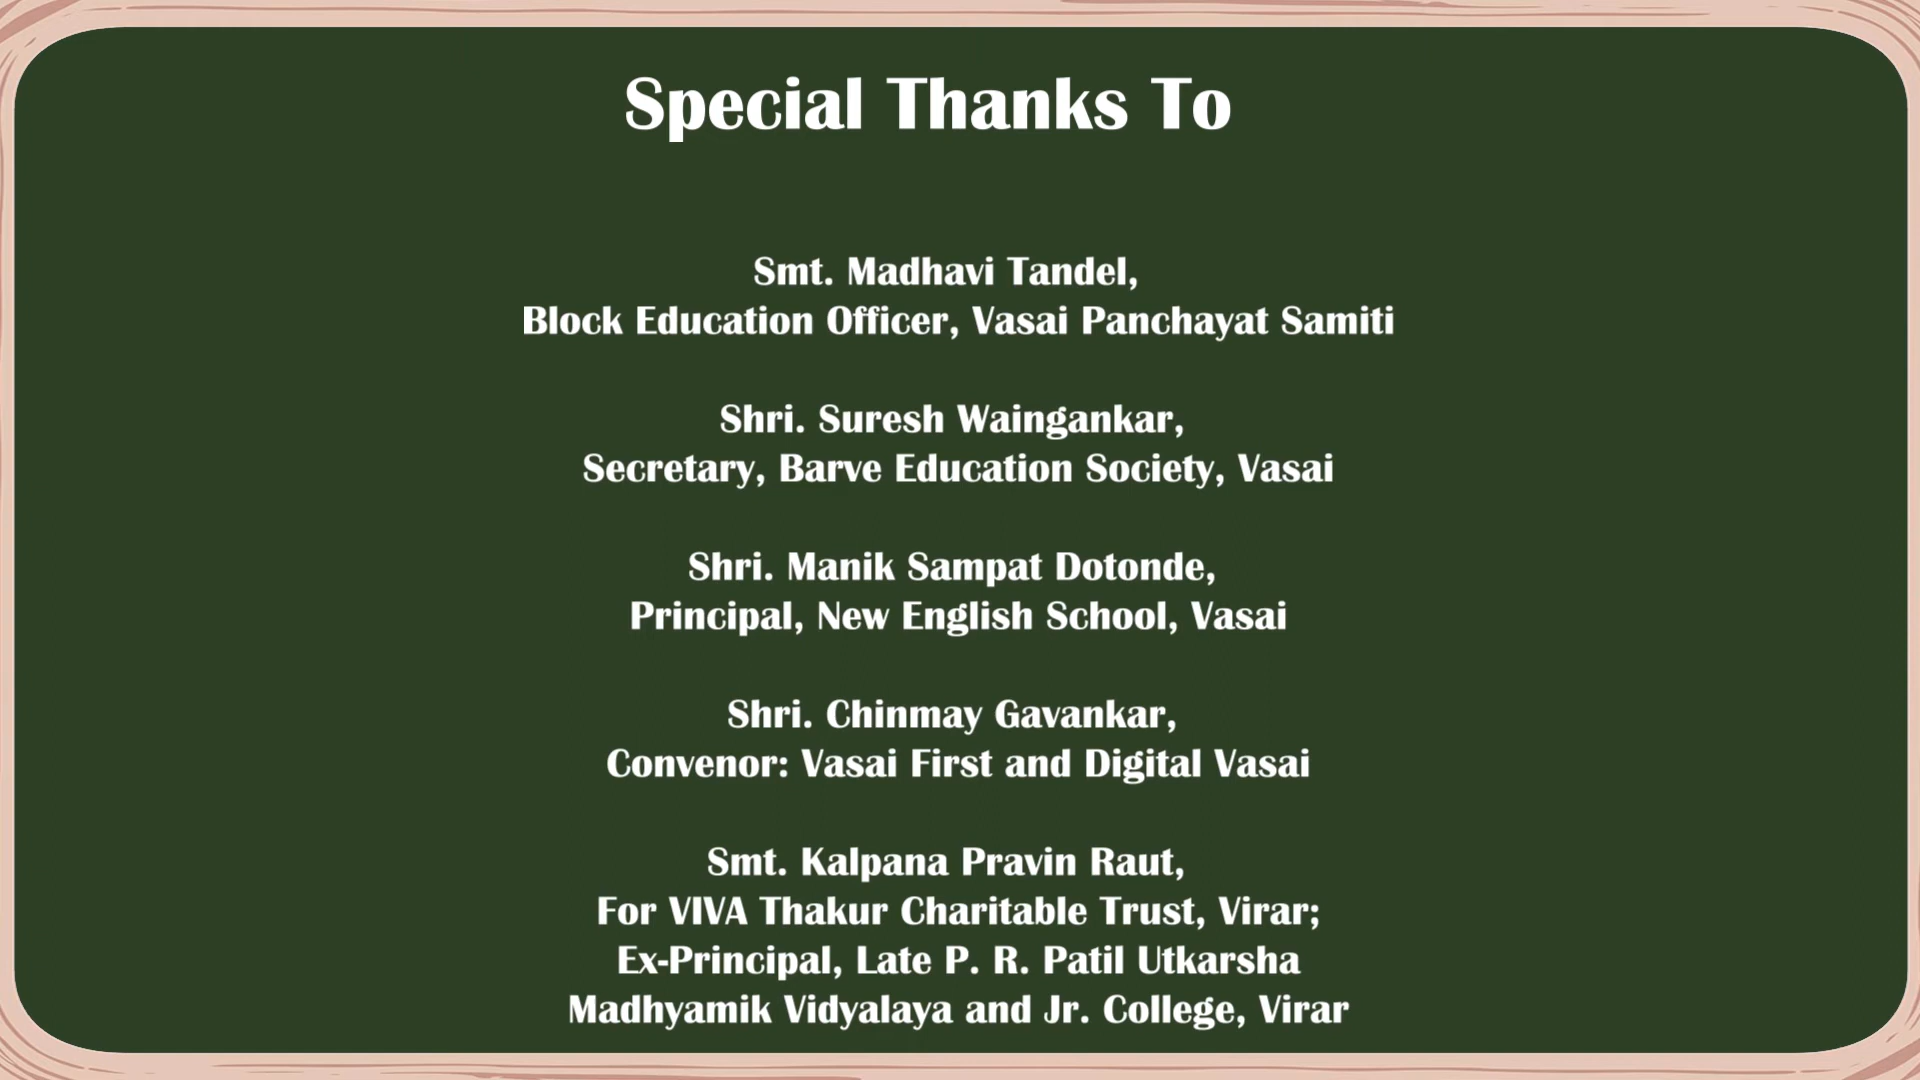 Special Thanks To
Smt. Madhavi Tandel,
Block Education Officer, Vasai Panchayat Samiti
Shri. Suresh Waingankar,
Secretary, Barve Education Society, Vasai
Shri. Manik Sampat Dotonde,
Principal, New English School, Vasai
Shri. Chinmay Gavankar,
Convenor: Vasai First and Digital Vasai
Smt. Kalpana Pravin Raut,
For VIVA Thakur Charitable Trust, Virar;
Ex-Principal, Late P. R. Patil Utkarsha
Madhyamik Vidyalaya and Jr. College, Virar